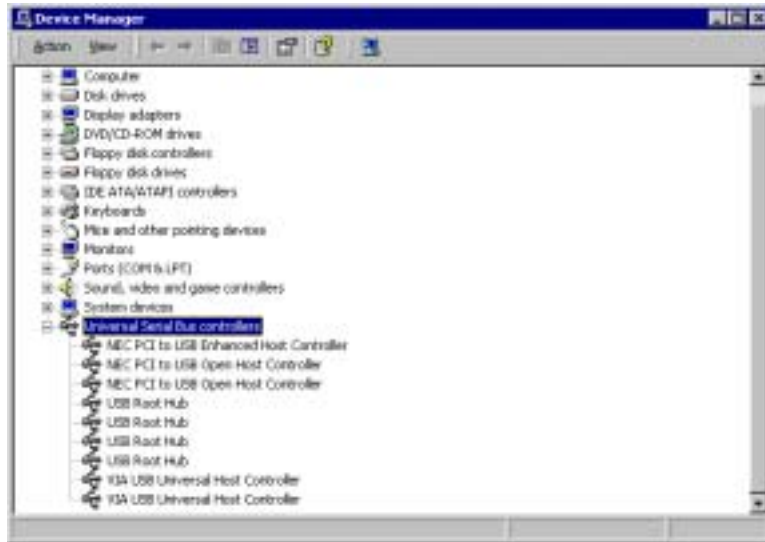 Device Manager
Action View
Computer
Disk drives
Display adapters
DVD/CD-ROM drives
Floppy disk controllers
Floppy disk drives
IDE ATA/ATAPI controllers
Keyboards
Mice and other pointing devices
Monitors
Ports (COM & LPT)
Sound, video and game controllers
System devices
Universal Serial Bus controllers
NEC PCI to USB Enhanced Host Controller
NEC PCI to USB Open Host Controller
NEC PCI to USB Open Host Controller
USB Root Hub
USB Root Hub
USB Root Hub
USB Root Hub
VIA USB Universal Host Controller
VIA USB Universal Host Controller